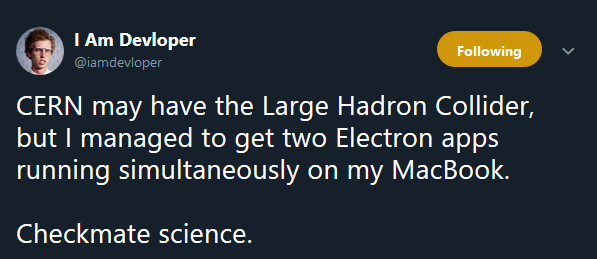 I Am Devloper
@iamdevloper
Following
CERN may have the Large Hadron Collider,
but I managed to get two Electron apps
running simultaneously on my MacBook.
Checkmate science.